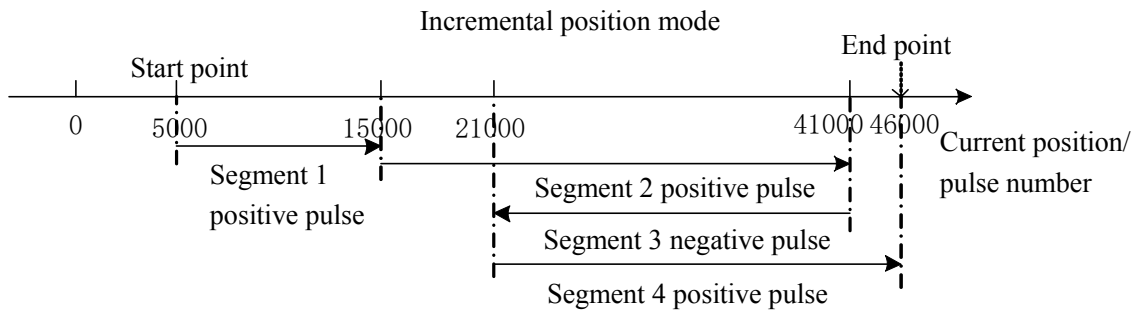 Incremental position mode
End point
Start point
0
5000
15000
21000
41000
46000
Current position/
pulse number
Segment 1
positive pulse
Segment 2 positive pulse
Segment 3 negative pulse
Segment 4 positive pulse